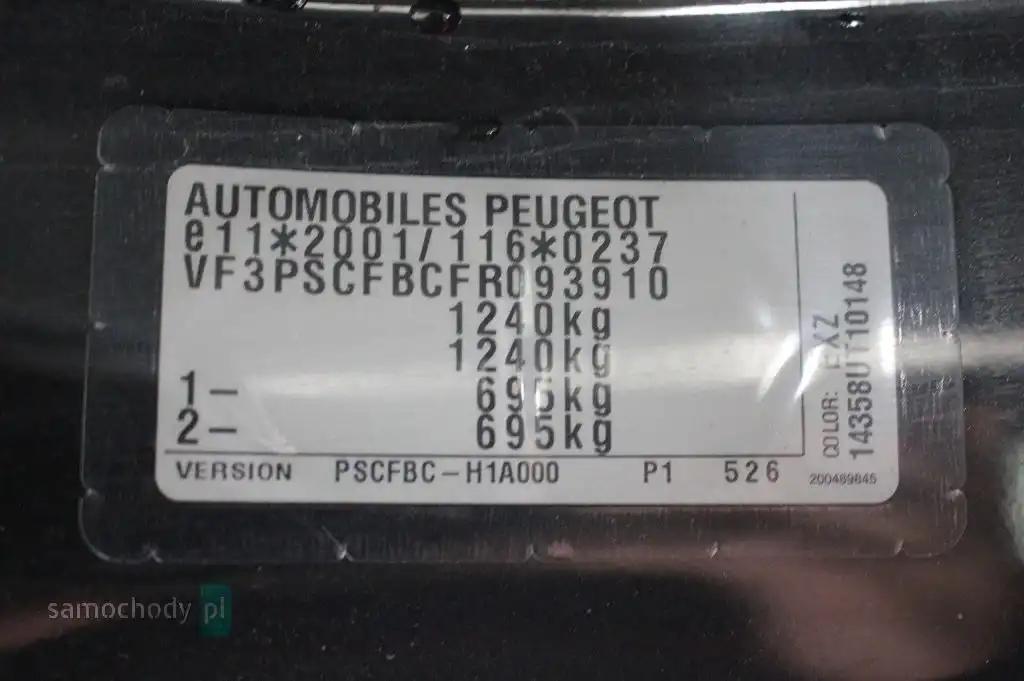 AUTOMOBILES PEUGEOT
e11*2001/116*0237
VF3PSCFBCFR093910
1240kg
1240kg
1- 695kg
2- 695kg
VERSION PSCFBC-H1A000 P1 526
COLOR: EXZ
14358UT10148
200489845
samochody pl